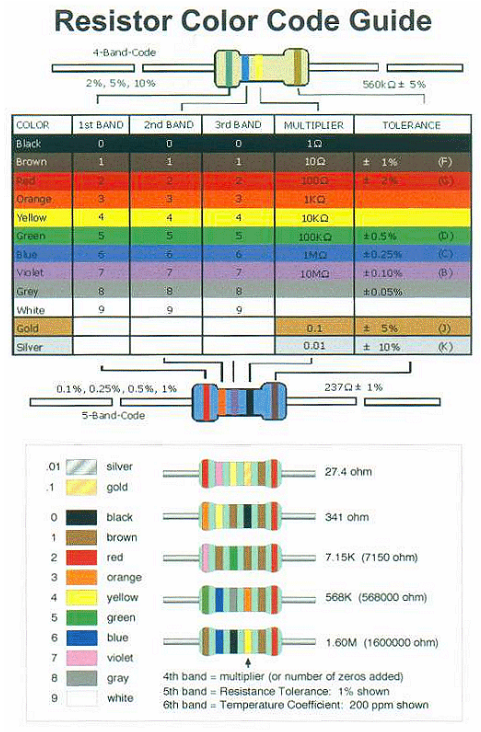 Resistor Color Code Guide
4-Band-Code
2%, 5%, 10%
560kΩ ± 5%
COLOR 1st BAND 2nd BAND 3rd BAND MULTIPLIER TOLERANCE
Black 0 0 0 1Ω
Brown 1 1 1 10Ω ± 1% (F)
Red 2 2 2 100Ω ± 2% (G)
Orange 3 3 3 1KΩ
Yellow 4 4 4 10KΩ
Green 5 5 5 100KΩ ±0.5% (D)
Blue 6 6 6 1MΩ ±0.25% (C)
Violet 7 7 7 10MΩ ±0.10% (B)
Grey 8 8 8 ±0.05%
White 9 9 9
Gold 0.1 ± 5% (J)
Silver 0.01 ± 10% (K)
0.1%, 0.25%, 0.5%, 1%
237Ω ± 1%
5-Band-Code
.01 silver
.1 gold
0 black
1 brown
2 red
3 orange
4 yellow
5 green
6 blue
7 violet
8 gray
9 white
27.4 ohm
341 ohm
7.15K (7150 ohm)
568K (568000 ohm)
1.60M (1600000 ohm)
4th band = multiplier (or number of zeros added)
5th band = Resistance Tolerance: 1% shown
6th band = Temperature Coefficient: 200 ppm shown